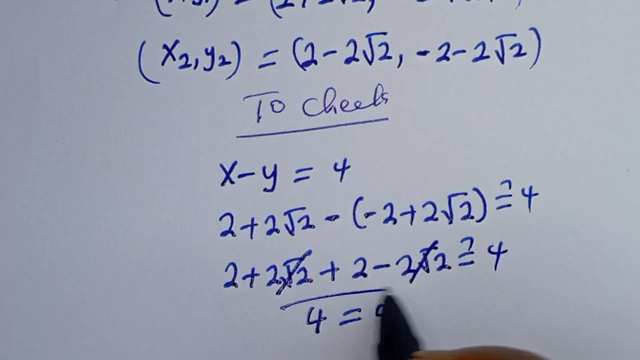 (x₂,y₂) = (2-2√2, -2-2√2)
To check
x-y = 4
2+2√2 - (-2+2√2) ≟ 4
2+2√2 + 2-2√2 ≟ 4
4 =